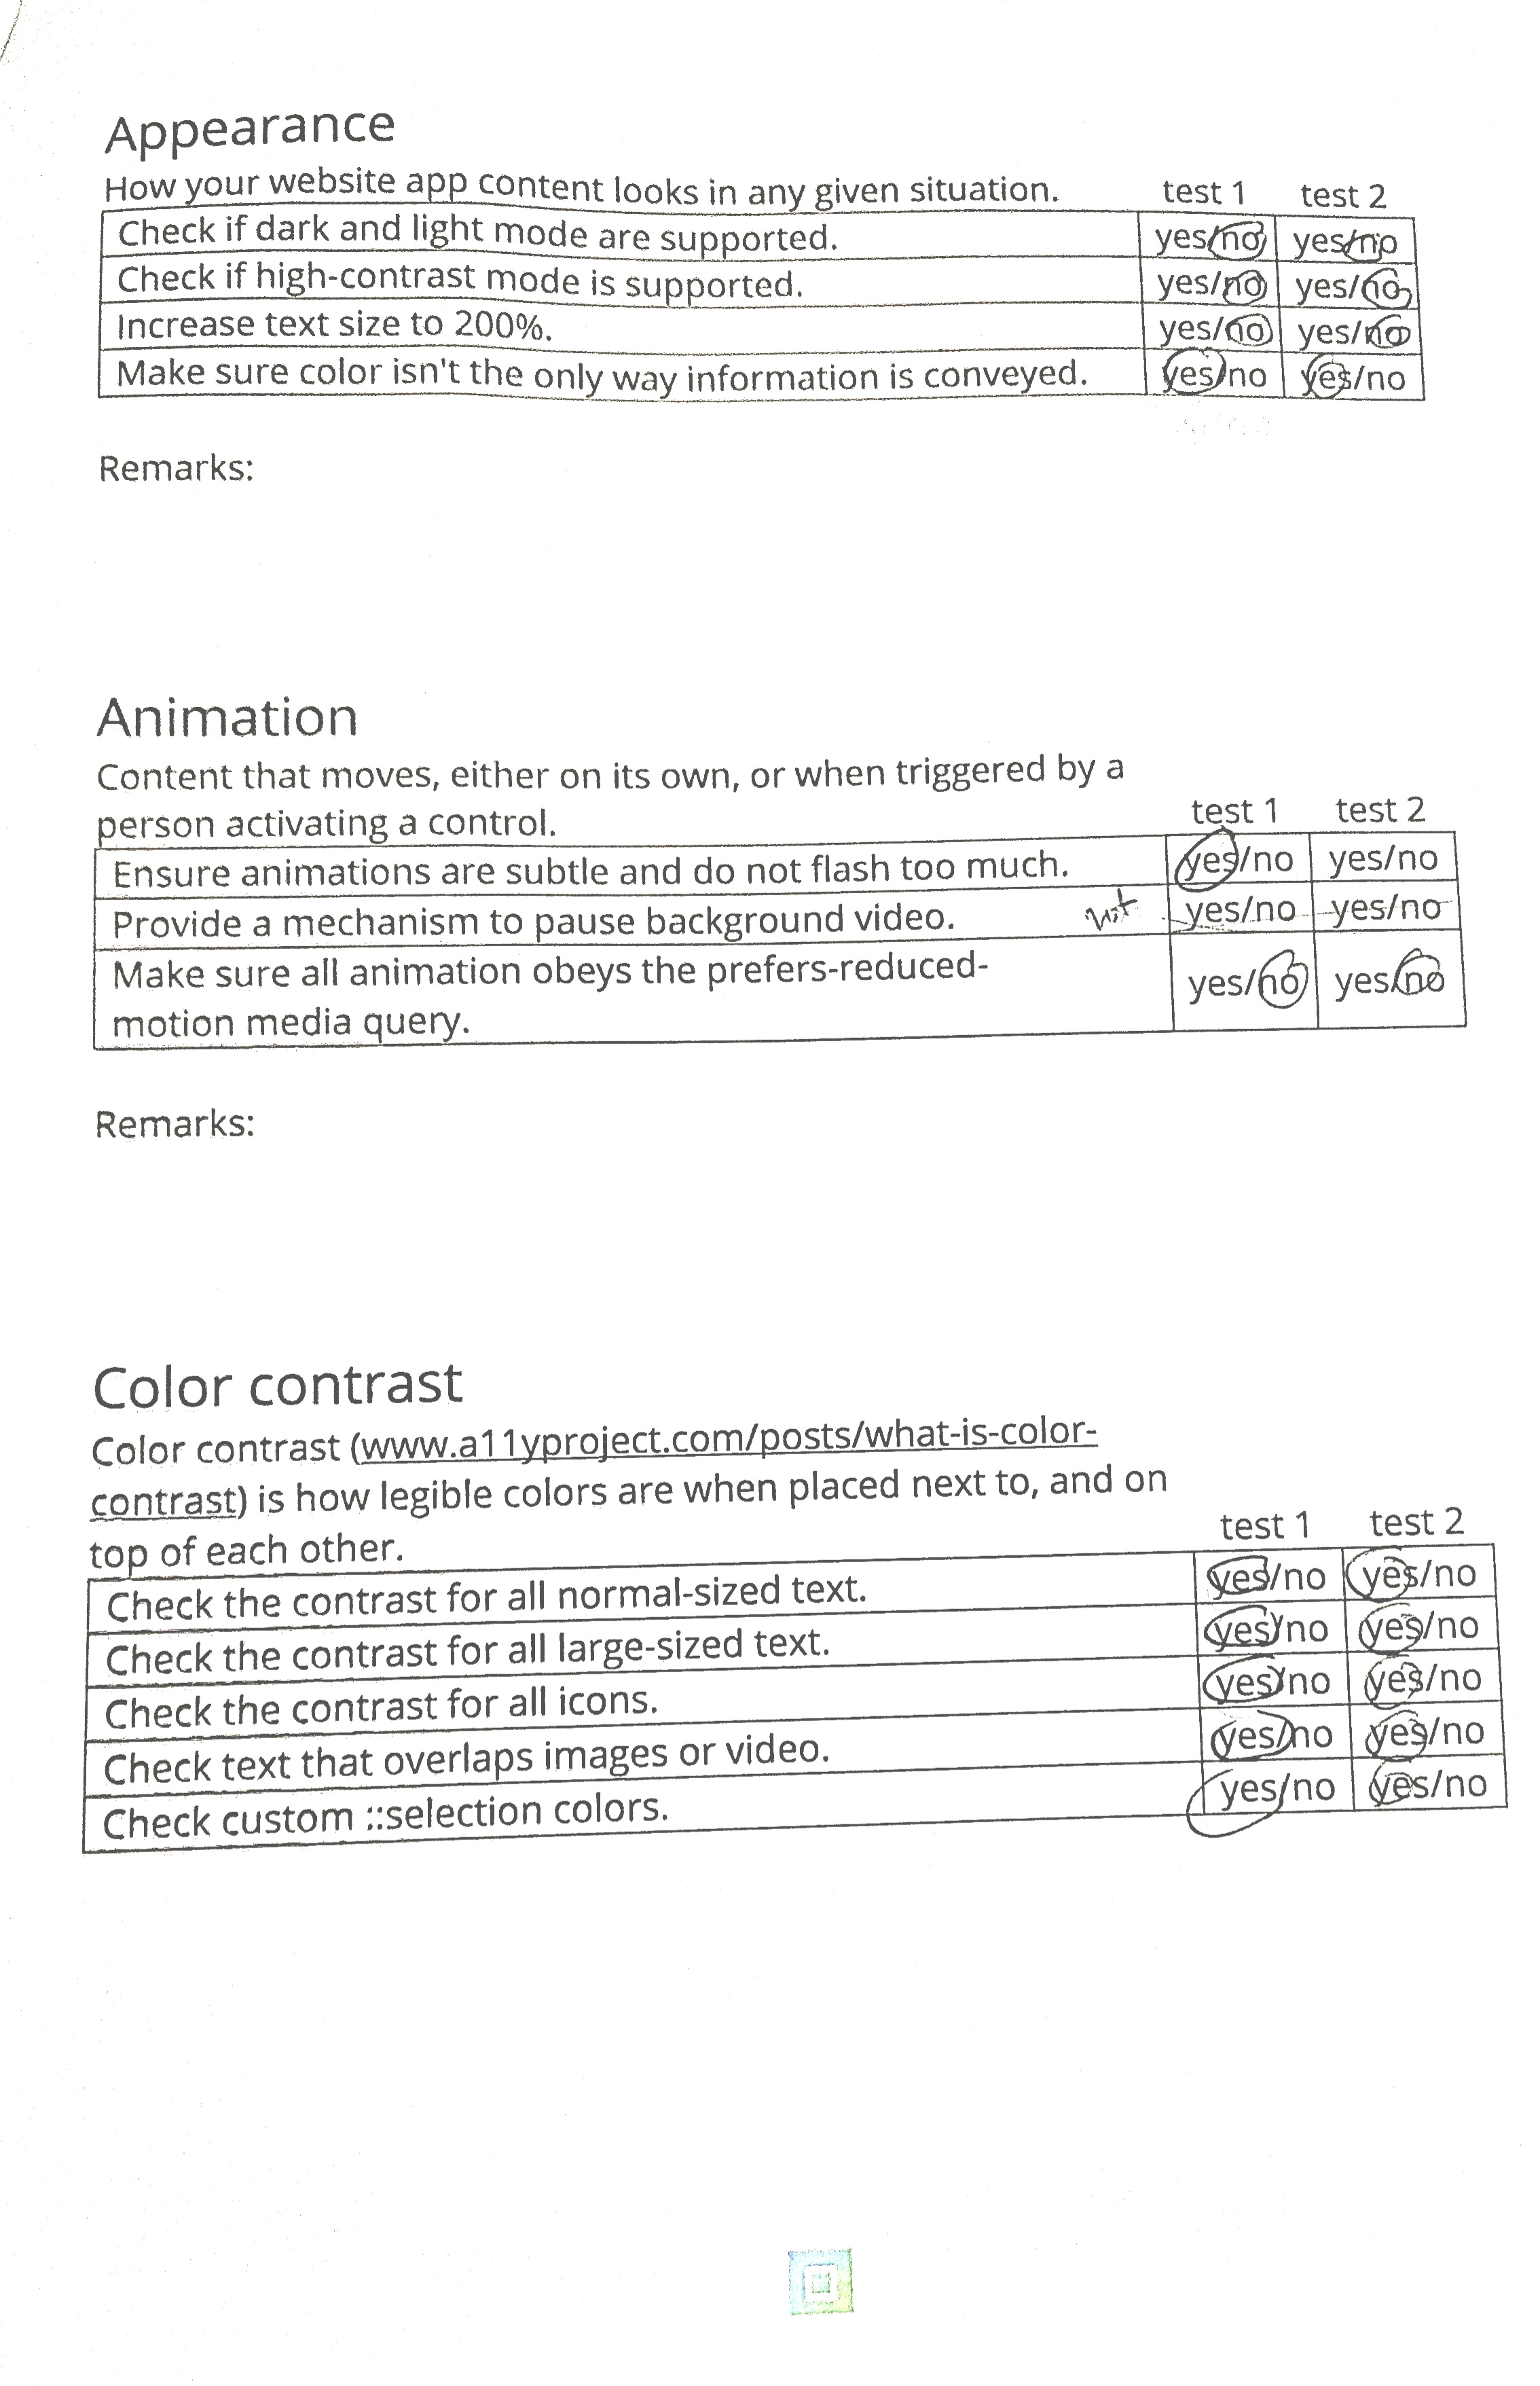 Appearance
How your website app content looks in any given situation. test 1 test 2
Check if dark and light mode are supported. yes/no yes/no
Check if high-contrast mode is supported. yes/no yes/no
Increase text size to 200%. yes/no yes/no
Make sure color isn't the only way information is conveyed. yes/no yes/no
Remarks:
Animation
Content that moves, either on its own, or when triggered by a
person activating a control. test 1 test 2
Ensure animations are subtle and do not flash too much. yes/no yes/no
Provide a mechanism to pause background video. yes/no yes/no
Make sure all animation obeys the prefers-reduced-
motion media query. yes/no yes/no
Remarks:
Color contrast
Color contrast (www.a11yproject.com/posts/what-is-color-
contrast) is how legible colors are when placed next to, and on
top of each other. test 1 test 2
Check the contrast for all normal-sized text. yes/no yes/no
Check the contrast for all large-sized text. yes/no yes/no
Check the contrast for all icons. yes/no yes/no
Check text that overlaps images or video. yes/no yes/no
Check custom ::selection colors. yes/no yes/no